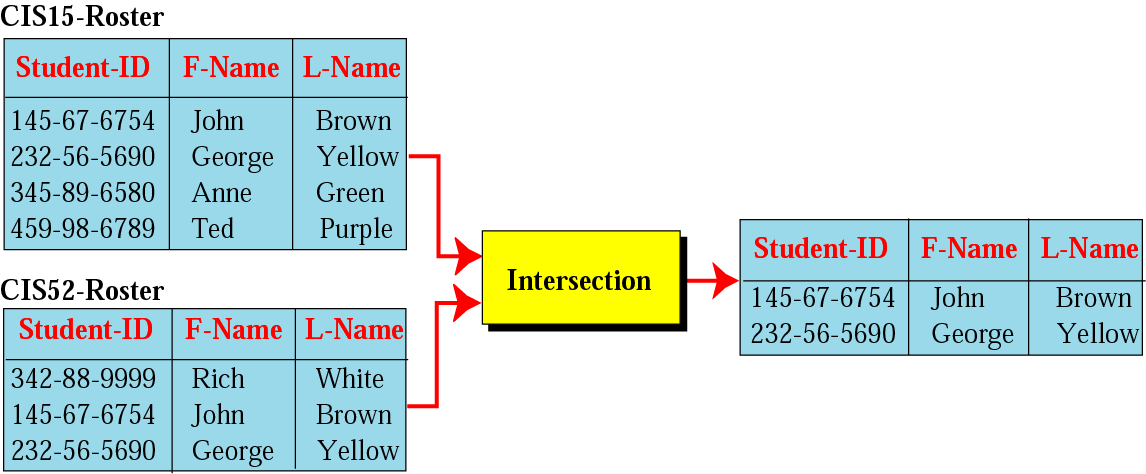 CIS15-Roster
Student-ID F-Name L-Name
145-67-6754 John Brown
232-56-5690 George Yellow
345-89-6580 Anne Green
459-98-6789 Ted Purple
CIS52-Roster
Student-ID F-Name L-Name
342-88-9999 Rich White
145-67-6754 John Brown
232-56-5690 George Yellow
Intersection
Student-ID F-Name L-Name
145-67-6754 John Brown
232-56-5690 George Yellow